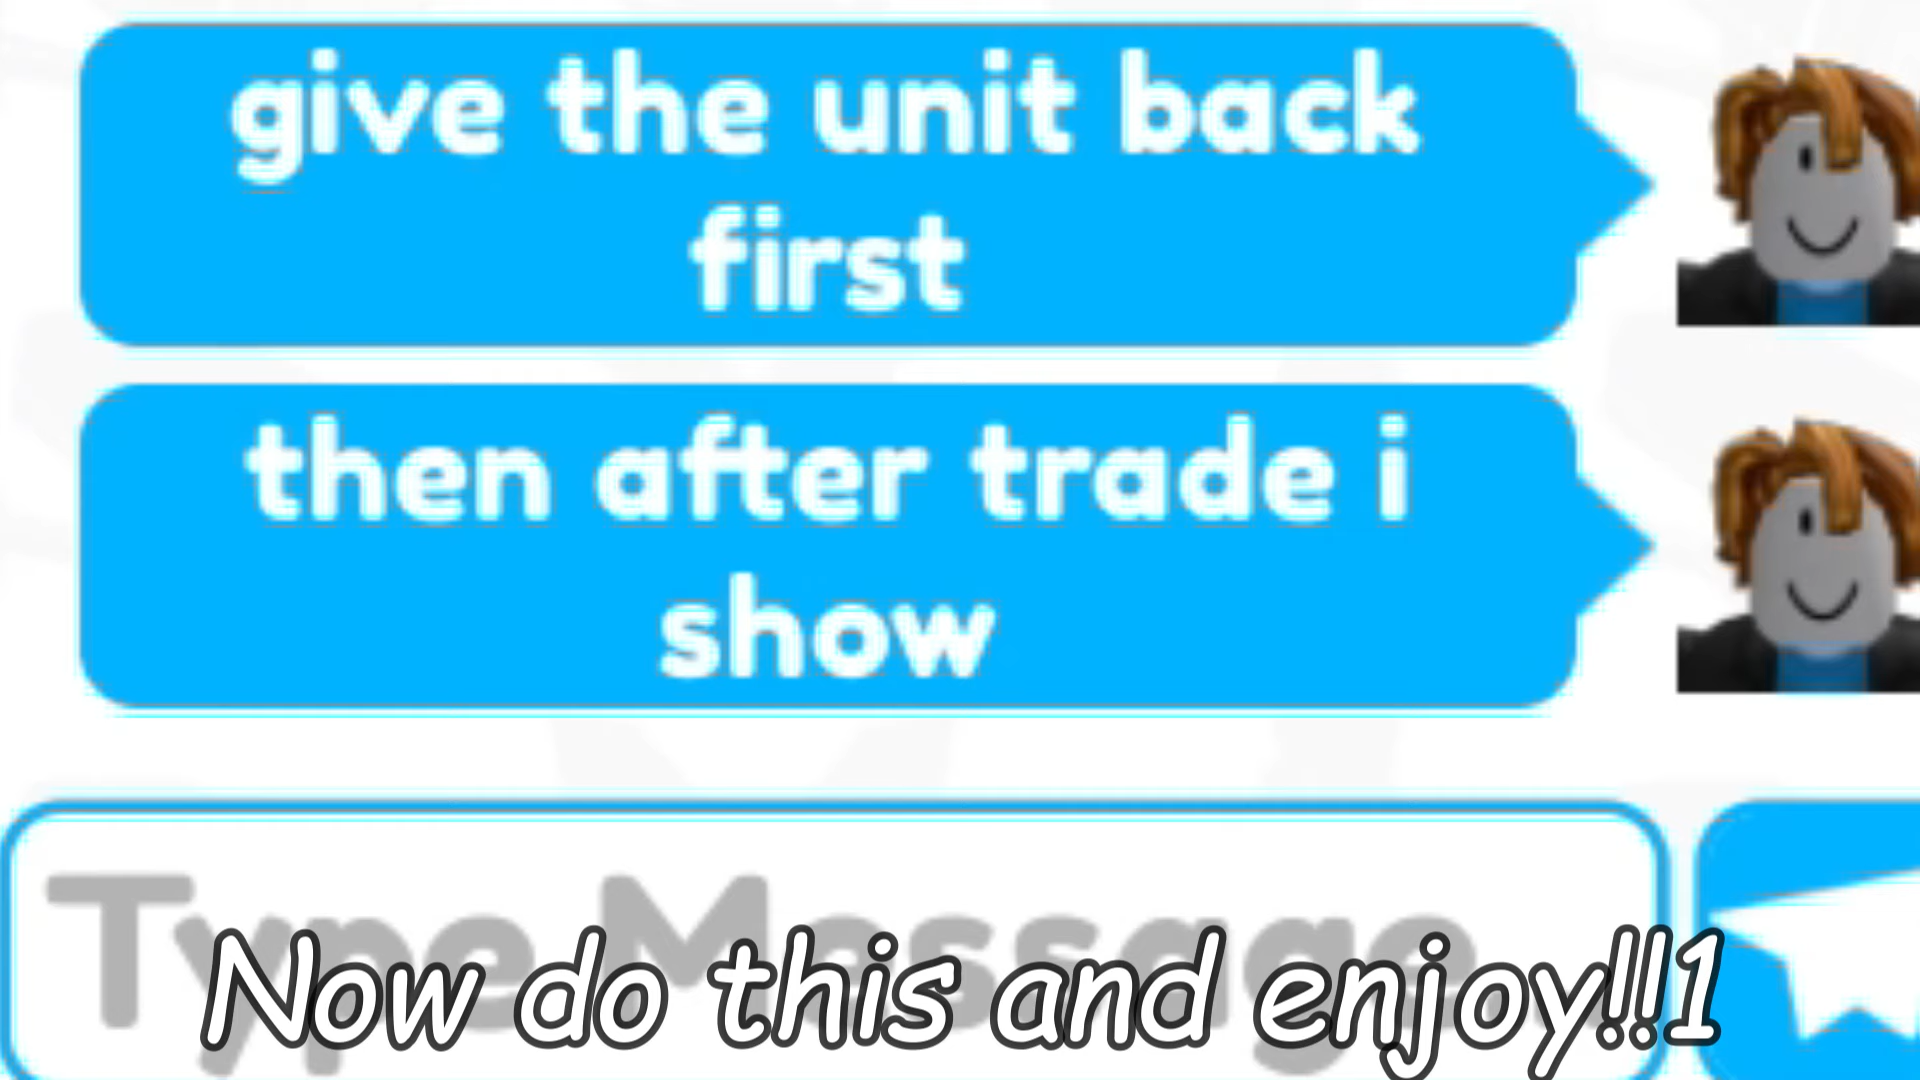 give the unit back
first
then after trade i
show
Type Message
Now do this and enjoy!!1